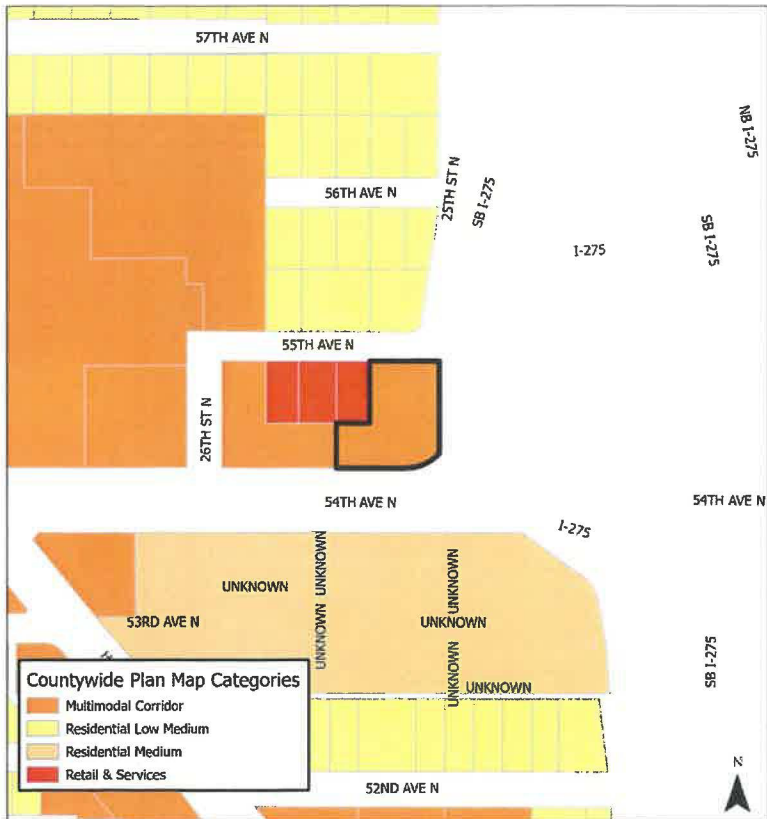 57TH AVE N
NB I-275
56TH AVE N
25TH ST N
SB I-275
SB I-275
I-275
55TH AVE N
26TH ST N
54TH AVE N
54TH AVE N
I-275
UNKNOWN
UNKNOWN
UNKNOWN
53RD AVE N
UNKNOWN
UNKNOWN
UNKNOWN
UNKNOWN
SB I-275
Countywide Plan Map Categories
Multimodal Corridor
Residential Low Medium
Residential Medium
Retail & Services
52ND AVE N
N